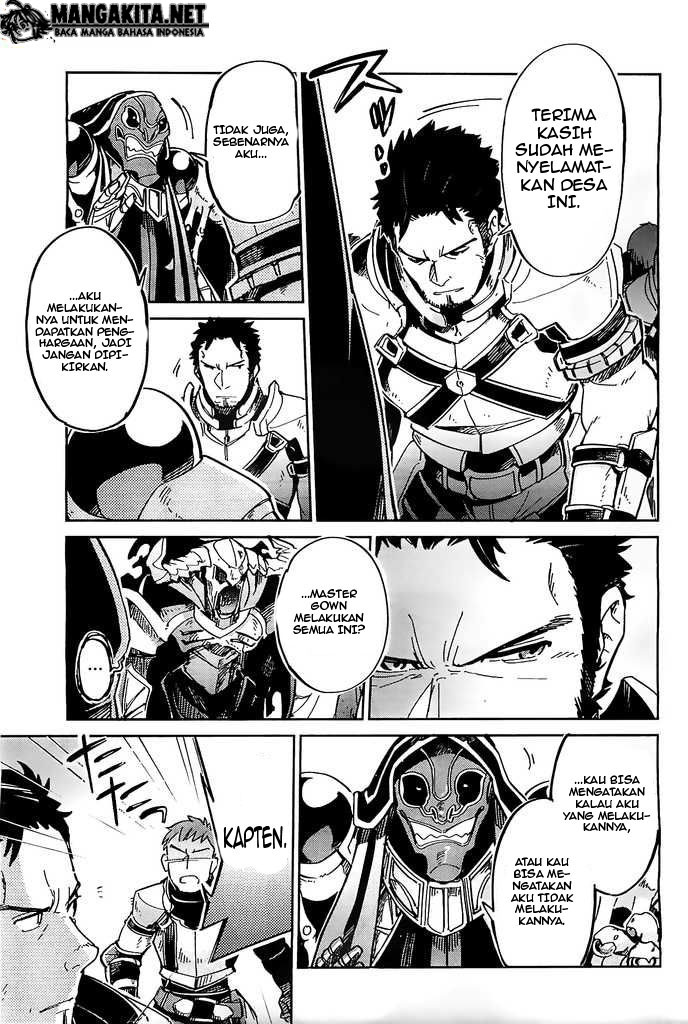 MANGAKITA.NET
BACA MANGA BAHASA INDONESIA
TERIMA
KASIH
SUDAH ME-
NYELAMAT-
KAN DESA
INI.
TIDAK JUGA,
SEBENARNYA
AKU...
...AKU
MELAKUKAN-
NYA UNTUK MEN-
DAPATKAN PENG-
HARGAAN, JADI
JANGAN DIPI-
KIRKAN.
...MASTER
GOWN
MELAKUKAN
SEMUA INI?
...
...KAU BISA
MENGATAKAN
KALAU AKU
YANG MELAKU-
KANNYA,
ATAU KAU
BISA ME-
NGATAKAN
AKU TIDAK
MELAKU-
KANNYA.
KAPTEN.